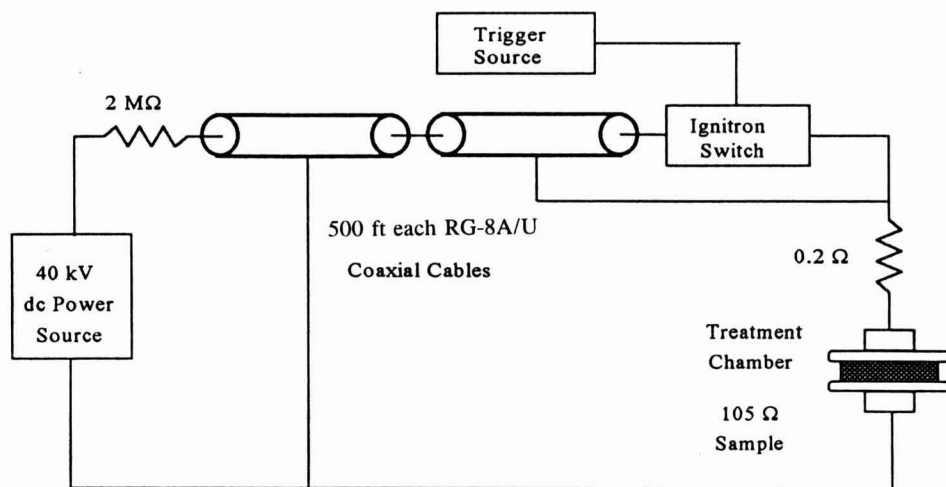 Trigger
Source
2 MΩ
Ignitron
Switch
500 ft each RG-8A/U
Coaxial Cables
0.2 Ω
40 kV
dc Power
Source
Treatment
Chamber
105 Ω
Sample